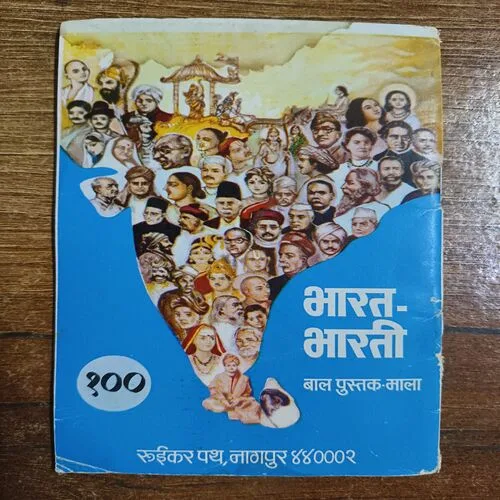 भारत-
भारती
बाल पुस्तक-माला
१००
रुईकर पथ, नागपुर ४४०००२